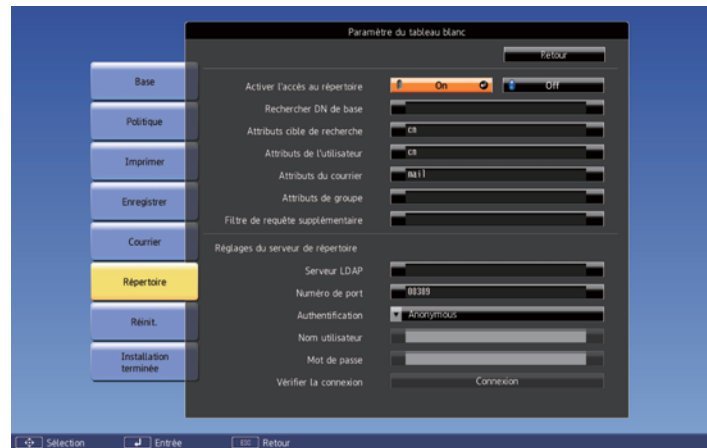 Paramètre du tableau blanc
Retour
Base
Politique
Imprimer
Enregistrer
Courrier
Répertoire
Réinit.
Installation
terminée
Activer l'accès au répertoire On Off
Rechercher DN de base
Attributs cible de recherche cn
Attributs de l'utilisateur cn
Attributs du courrier mail
Attributs de groupe
Filtre de requête supplémentaire
Réglages du serveur de répertoire
Serveur LDAP
Numéro de port 00389
Authentification Anonymous
Nom utilisateur
Mot de passe
Vérifier la connexion Connexion
Sélection Entrée ESC Retour